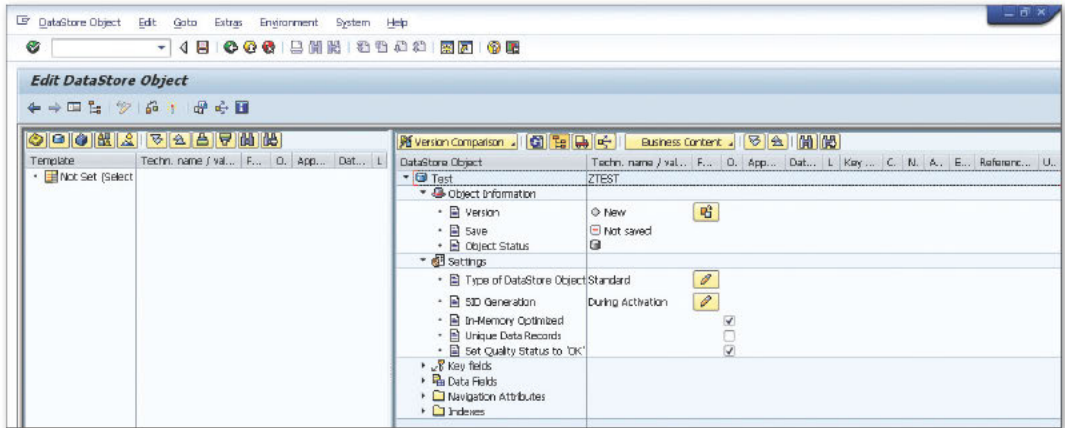 DataStore Object Edit Goto Extras Environment System Help
Edit DataStore Object
Version Comparison Business Content
Template Techn. name / val... F... O. App... Dat... L
Not Set (Select
DataStore Object Techn. name / val... F... O. App... Dat... L Key ... C. N. A.. E... Referenc... U..
Test ZTEST
Object Information
Version New
Save Not saved
Object Status
Settings
Type of DataStore Object Standard
SID Generation During Activation
In-Memory Optimized
Unique Data Records
Set Quality Status to 'OK'
Key fields
Data Fields
Navigation Attributes
Indexes